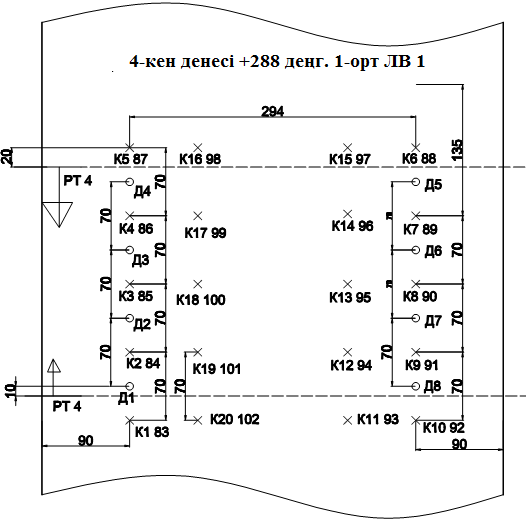 4-кен денесі +288 деңг. 1-орт ЛВ 1
294
20
135
К5 87
К16 98
К15 97
К6 88
РТ 4
Д4
70
Д5
70
К4 86
К17 99
К14 96
К7 89
Д3
70
Д6
70
К3 85
К18 100
К13 95
К8 90
70
70
70
Д2
Д7
К2 84
К19 101
К12 94
К9 91
70
70
70
70
70
10
РТ 4
Д1
Д8
К1 83
К20 102
К11 93
К10 92
90
90